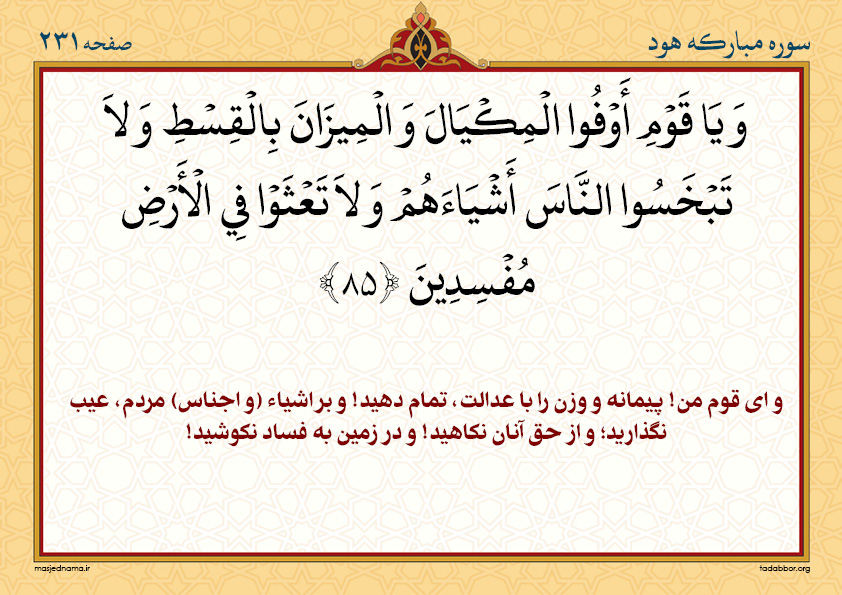 سوره مبارکه هود
صفحه ۲۳۱
وَ يَا قَوْمِ أَوْفُوا الْمِكْيَالَ وَ الْمِيزَانَ بِالْقِسْطِ وَ لاَ
تَبْخَسُوا النَّاسَ أَشْيَاءَهُمْ وَ لاَ تَعْثَوْا فِي الْأَرْضِ
مُفْسِدِينَ ﴿۸۵﴾
و ای قوم من! پیمانه و وزن را با عدالت، تمام دهید! و بر اشیاء (و اجناس) مردم، عیب
نگذارید؛ و از حق آنان نکاهید! و در زمین به فساد نکوشید!
masjednama.ir
tadabbor.org